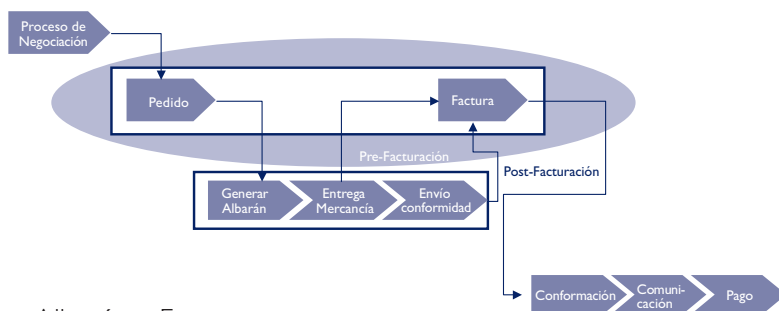 Proceso de
Negociación
Pedido
Factura
Pre-Facturación
Post-Facturación
Generar
Albarán
Entrega
Mercancía
Envío
conformidad
Conformación
Comuni-
cación
Pago